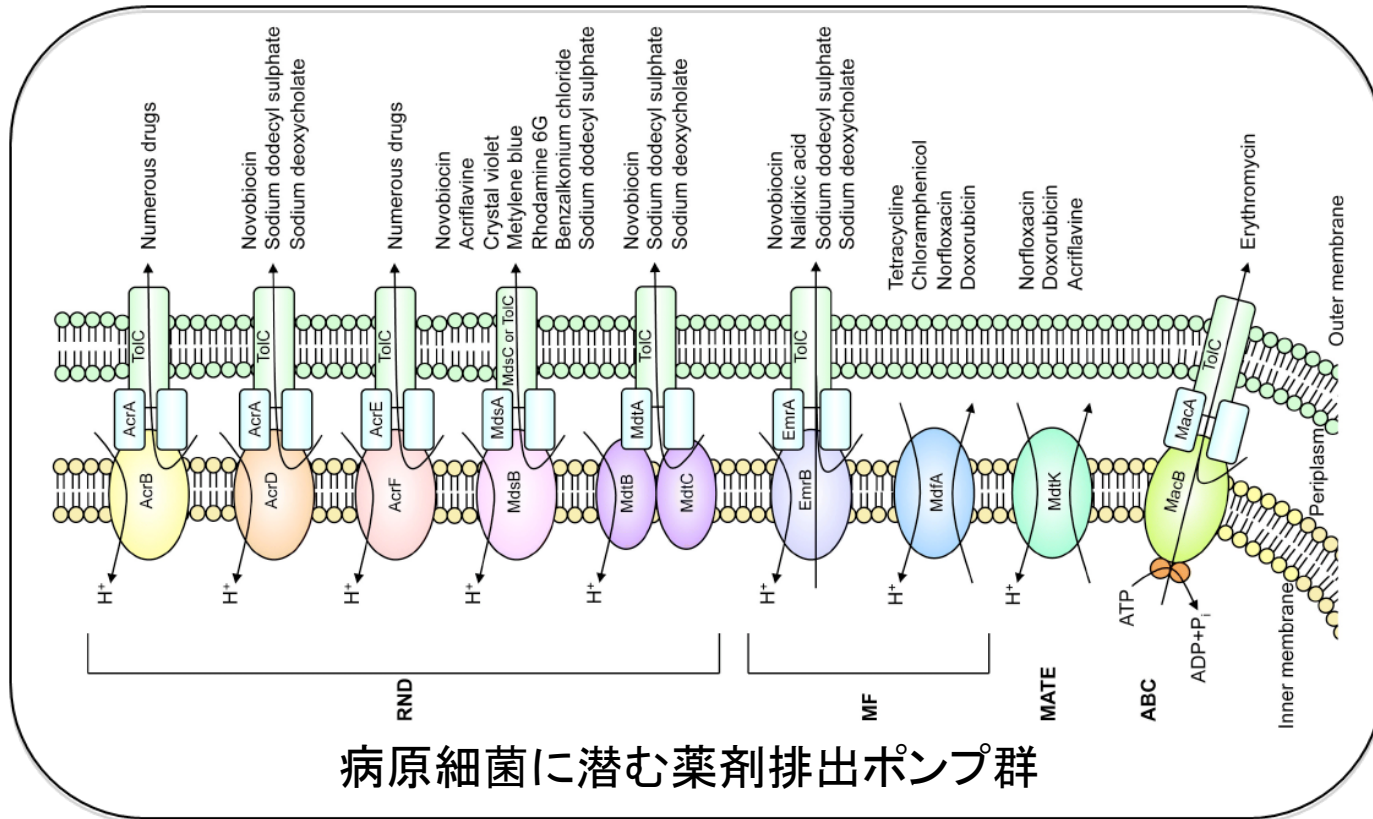 Numerous drugs
Novobiocin
Sodium dodecyl sulphate
Sodium deoxycholate
Numerous drugs
Novobiocin
Acriflavine
Crystal violet
Metylene blue
Rhodamine 6G
Benzalkonium chloride
Sodium dodecyl sulphate
Novobiocin
Sodium dodecyl sulphate
Sodium deoxycholate
Novobiocin
Nalidixic acid
Sodium dodecyl sulphate
Sodium deoxycholate
Tetracycline
Chloramphenicol
Norfloxacin
Doxorubicin
Norfloxacin
Doxorubicin
Acriflavine
Erythromycin
TolC
TolC
TolC
MdsC or TolC
TolC
TolC
TolC
Outer membrane
AcrA
AcrA
AcrE
MdsA
MdtA
EmrA
MacA
Periplasm
AcrB
AcrD
AcrF
MdsB
MdtB
MdtC
EmrB
MdfA
MdtK
MacB
Inner membrane
H⁺
H⁺
H⁺
H⁺
H⁺
H⁺
H⁺
H⁺
ATP
ADP+Pᵢ
RND
MF
MATE
ABC
病原細菌に潜む薬剤排出ポンプ群